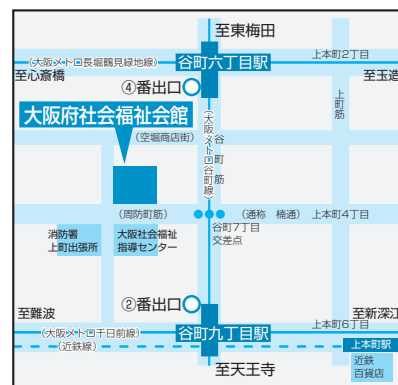 至東梅田
上本町2丁目
(大阪メトロ長堀鶴見緑地線)
谷町六丁目駅
至心斎橋
至玉造
④番出口
上町筋
大阪府社会福祉会館
(大阪メトロ谷町線)
(空堀商店街)
谷町筋
(周防町筋)
(通称 楠通)
上本町4丁目
消防署
上町出張所
大阪社会福祉
指導センター
谷町7丁目
交差点
②番出口
至難波
至新深江
上本町6丁目
(大阪メトロ千日前線)
谷町九丁目駅
(近鉄線)
上本町駅
至天王寺
近鉄
百貨店